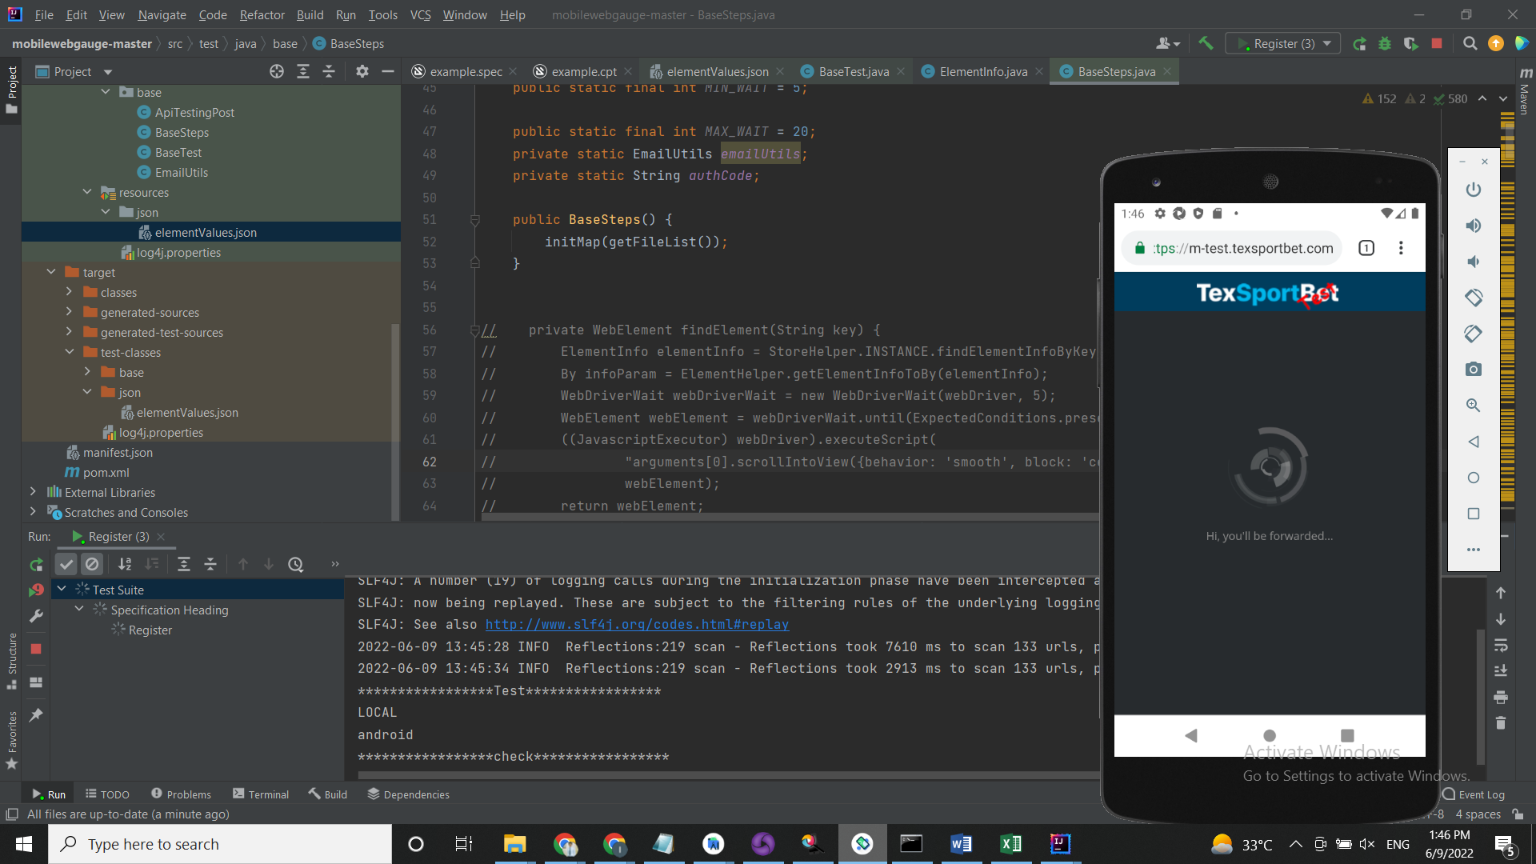 File Edit View Navigate Code Refactor Build Run Tools VCS Window Help mobilewebgauge-master - BaseSteps.java
mobilewebgauge-master src test java base BaseSteps
Register (3)
Project
example.spec example.cpt elementValues.json BaseTest.java ElementInfo.java BaseSteps.java
Project
Maven
152 2 580
base
ApiTestingPost
BaseSteps
BaseTest
EmailUtils
resources
json
elementValues.json
log4j.properties
target
classes
generated-sources
generated-test-sources
test-classes
base
json
elementValues.json
log4j.properties
manifest.json
pom.xml
External Libraries
Scratches and Consoles
45 public static final int MIN_WAIT = 5;
46
47 public static final int MAX_WAIT = 20;
48 private static EmailUtils emailUtils;
49 private static String authCode;
50
51 public BaseSteps() {
52 initMap(getFileList());
53 }
54
55
56 // private WebElement findElement(String key) {
57 // ElementInfo elementInfo = StoreHelper.INSTANCE.findElementInfoByKey
58 // By infoParam = ElementHelper.getElementInfoToBy(elementInfo);
59 // WebDriverWait webDriverWait = new WebDriverWait(webDriver, 5);
60 // WebElement webElement = webDriverWait.until(ExpectedConditions.prese
61 // ((JavascriptExecutor) webDriver).executeScript(
62 // "arguments[0].scrollIntoView({behavior: 'smooth', block: 'ce
63 // webElement);
64 // return webElement;
1:46
:tps://m-test.texsportbet.com 1
TexSportBet
Test
Hi, you'll be forwarded...
Run: Register (3)
Test Suite
Specification Heading
Register
SLF4J: A number (19) of logging calls during the initialization phase have been intercepted a
SLF4J: now being replayed. These are subject to the filtering rules of the underlying logging
SLF4J: See also http://www.slf4j.org/codes.html#replay
2022-06-09 13:45:28 INFO Reflections:219 scan - Reflections took 7610 ms to scan 133 urls, p
2022-06-09 13:45:34 INFO Reflections:219 scan - Reflections took 2913 ms to scan 133 urls, p
*****************Test*****************
LOCAL
android
*****************check*****************
Structure
Favorites
Activate Windows
Go to Settings to activate Windows.
Run TODO Problems Terminal Build Dependencies Event Log
All files are up-to-date (a minute ago) 4 spaces
Type here to search
33°C ENG
1:46 PM
6/9/2022
5